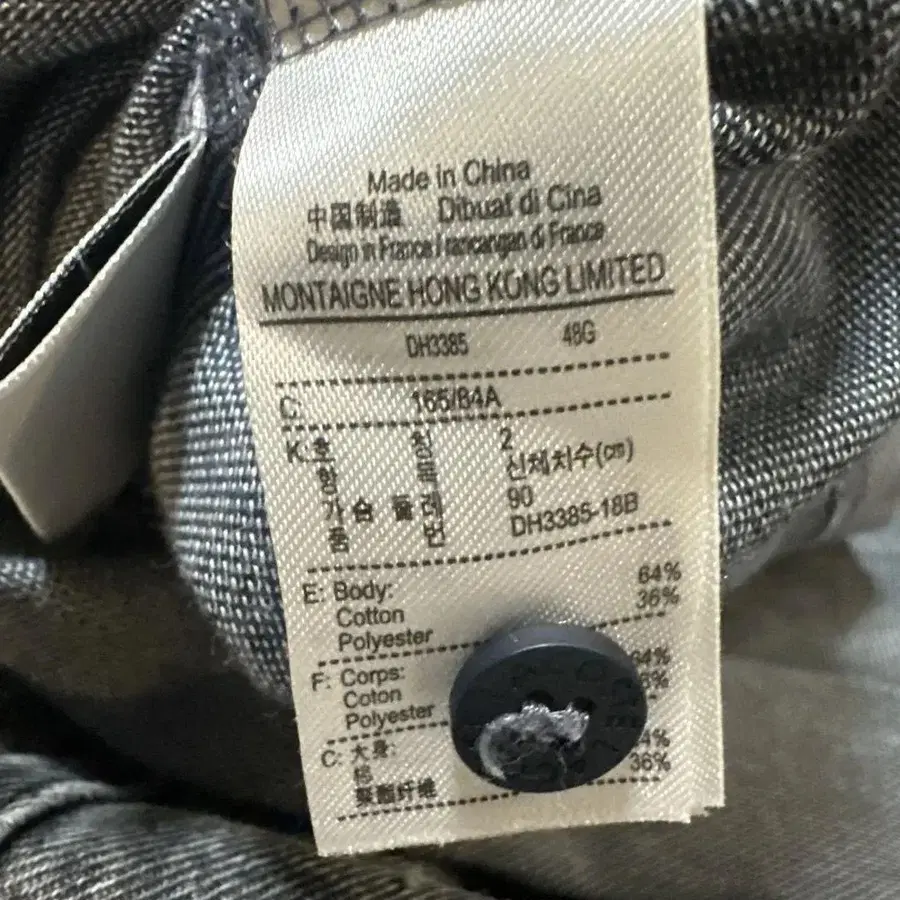 Made in China
中国制造 Dibuat di Cina
Design in France / rancangan di France
MONTAIGNE HONG KONG LIMITED
DH3385 48G
C: 165/84A
K: 호칭 2
신체치수(cm)
가슴둘레 90
품번 DH3385-18B
E: Body:
Cotton 64%
Polyester 36%
F: Corps:
Coton 64%
Polyester 36%
C: 大身:
棉 64%
聚酯纤维 36%